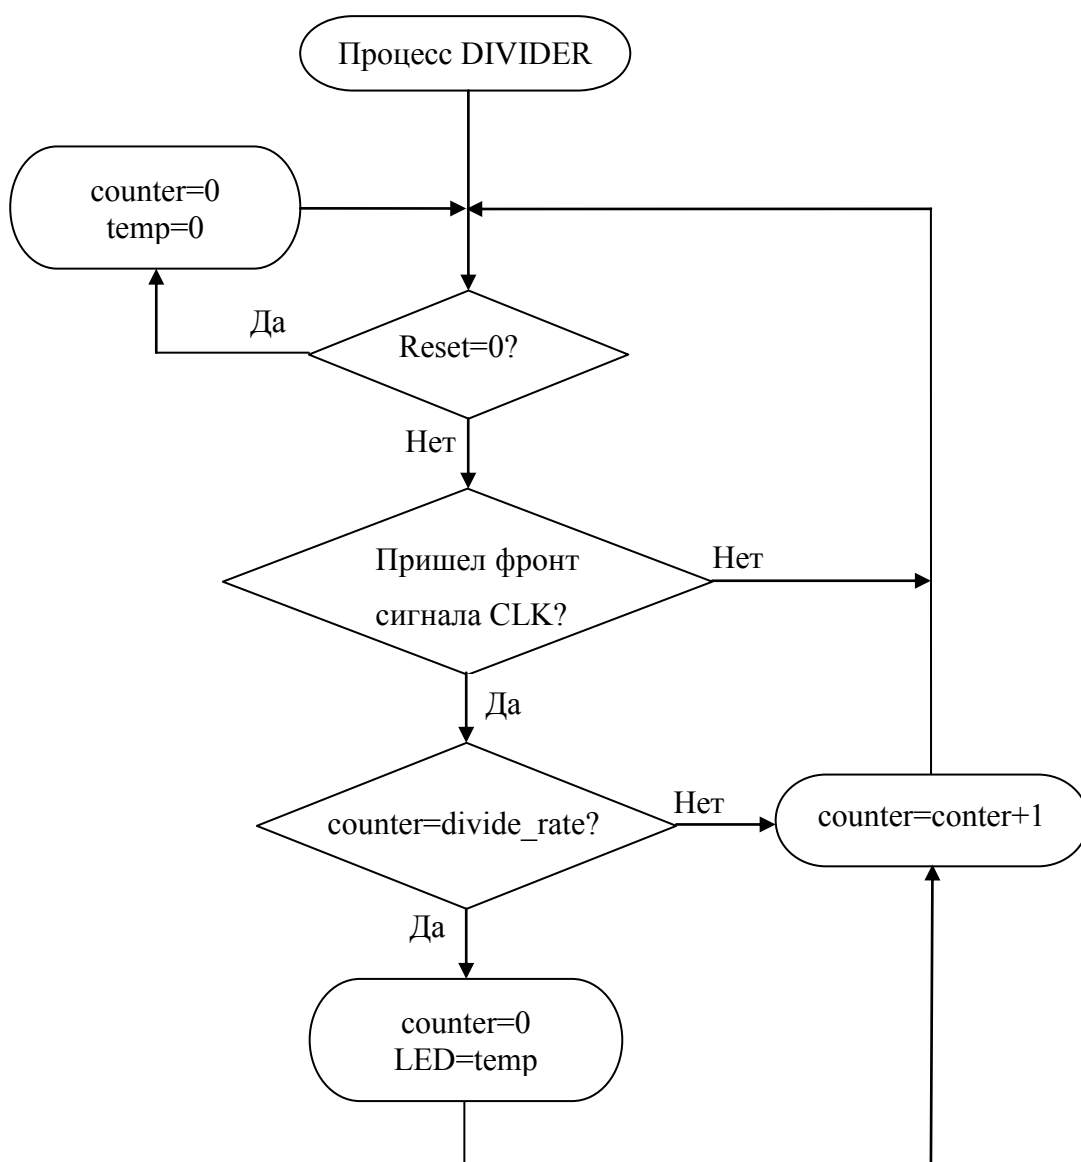 Процесс DIVIDER
counter=0
temp=0
Да
Reset=0?
Нет
Пришел фронт
сигнала CLK?
Нет
Да
counter=divide_rate?
Нет
counter=conter+1
Да
counter=0
LED=temp